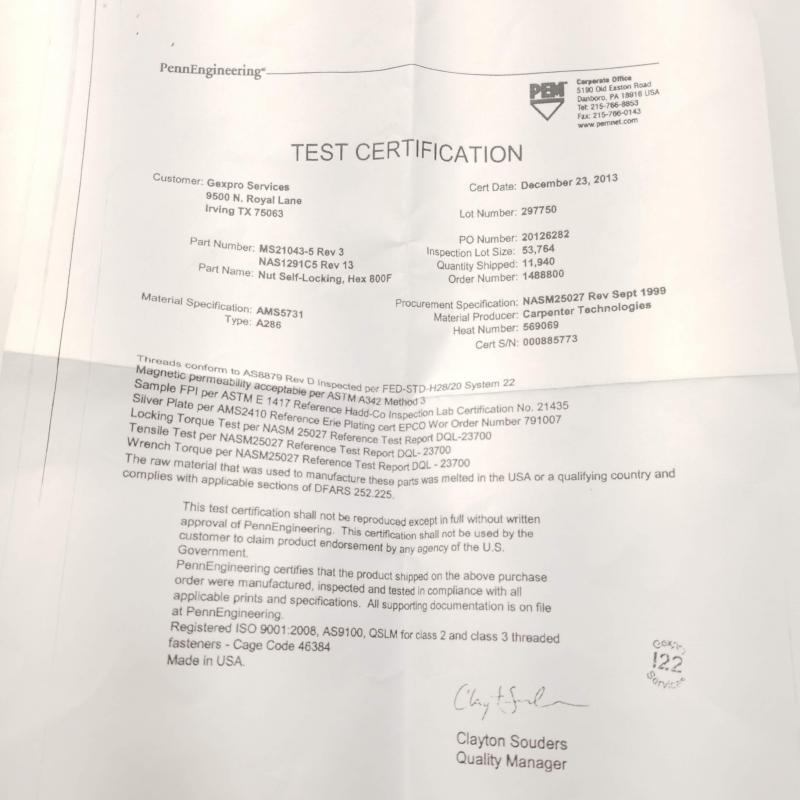 PennEngineering®
PEM®
Corporate Office
5190 Old Easton Road
Danboro, PA 18916 USA
Tel: 215-766-8853
Fax: 215-766-0143
www.pemnet.com
TEST CERTIFICATION
Customer: Gexpro Services
9500 N. Royal Lane
Irving TX 75063
Cert Date: December 23, 2013
Lot Number: 297750
Part Number: MS21043-5 Rev 3
NAS1291C5 Rev 13
Part Name: Nut Self-Locking, Hex 800F
PO Number: 20126282
Inspection Lot Size: 53,764
Quantity Shipped: 11,940
Order Number: 1488800
Material Specification: AMS5731
Type: A286
Procurement Specification: NASM25027 Rev Sept 1999
Material Producer: Carpenter Technologies
Heat Number: 569069
Cert S/N: 000885773
Threads conform to AS8879 Rev D Inspected per FED-STD-H28/20 System 22
Magnetic permeability acceptable per ASTM A342 Method 3
Sample FPI per ASTM E 1417 Reference Hadd-Co Inspection Lab Certification No. 21435
Silver Plate per AMS2410 Reference Erie Plating cert EPCO Wor Order Number 791007
Locking Torque Test per NASM 25027 Reference Test Report DQL-23700
Tensile Test per NASM25027 Reference Test Report DQL- 23700
Wrench Torque per NASM25027 Reference Test Report DQL - 23700
The raw material that was used to manufacture these parts was melted in the USA or a qualifying country and
complies with applicable sections of DFARS 252.225.
This test certification shall not be reproduced except in full without written
approval of PennEngineering. This certification shall not be used by the
customer to claim product endorsement by any agency of the U.S.
Government.
PennEngineering certifies that the product shipped on the above purchase
order were manufactured, inspected and tested in compliance with all
applicable prints and specifications. All supporting documentation is on file
at PennEngineering.
Registered ISO 9001:2008, AS9100, QSLM for class 2 and class 3 threaded
fasteners - Cage Code 46384
Made in USA.
122
Clayton Souders
Quality Manager